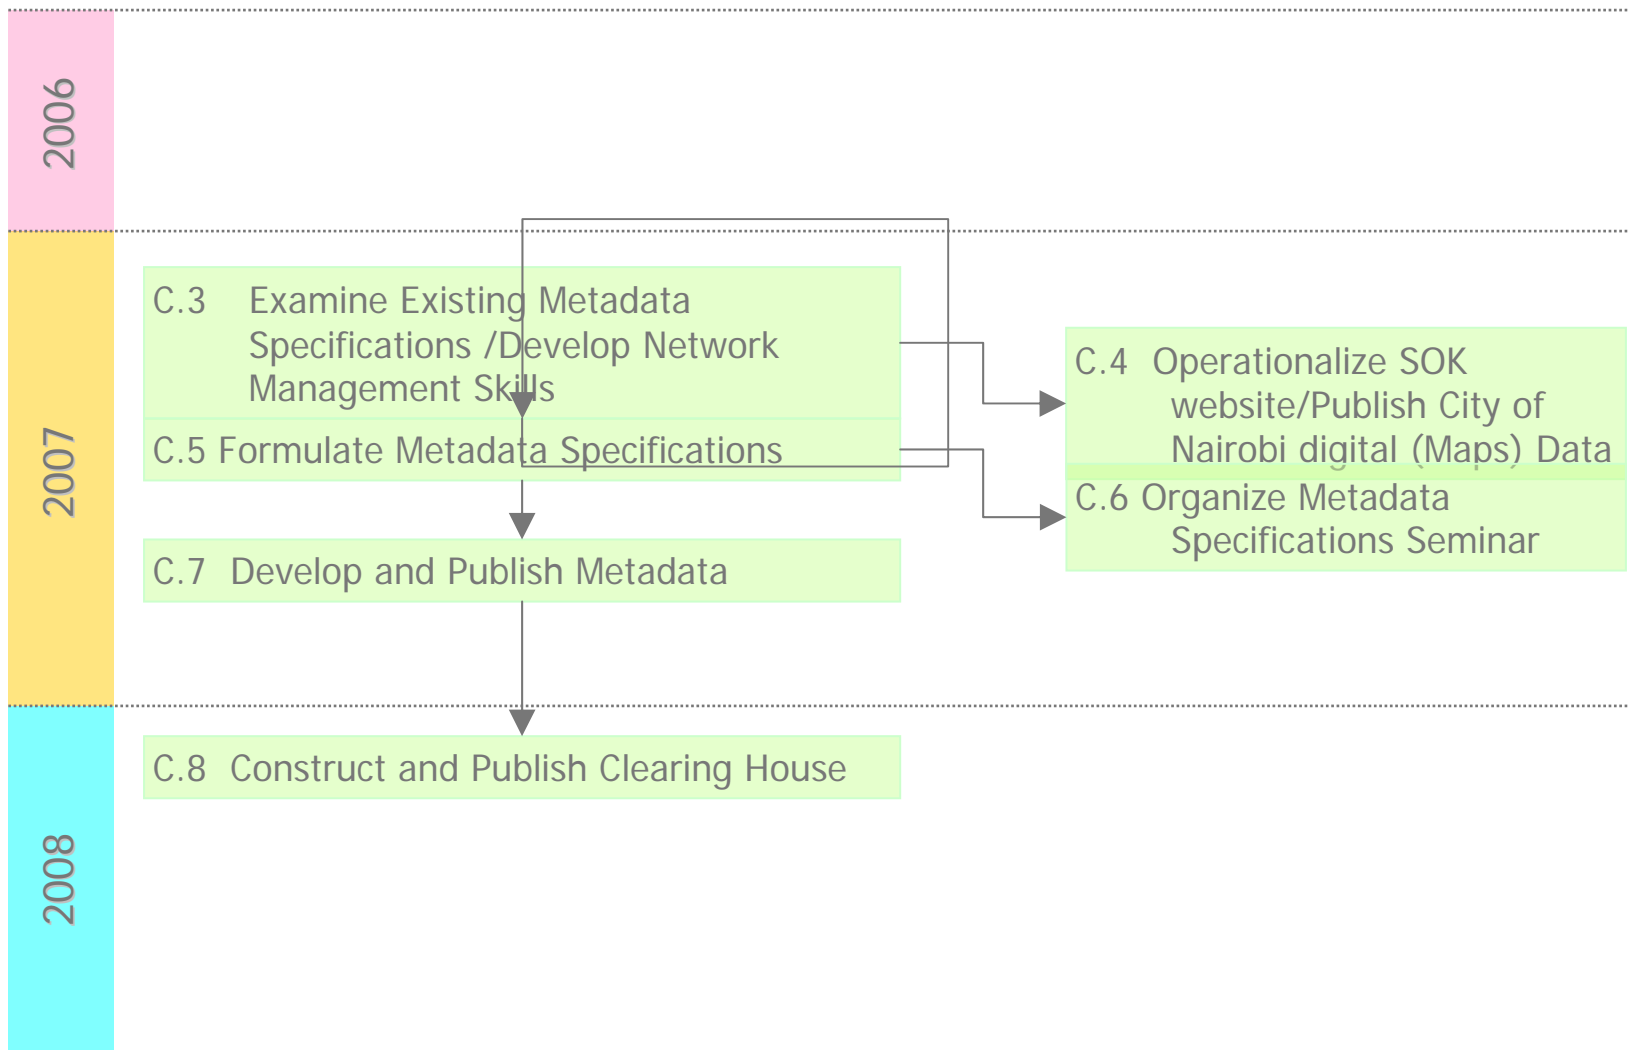 2006
2007
C.3 Examine Existing Metadata
Specifications /Develop Network
Management Skills
C.4 Operationalize SOK
website/Publish City of
Nairobi digital (Maps) Data
C.5 Formulate Metadata Specifications
C.6 Organize Metadata
Specifications Seminar
C.7 Develop and Publish Metadata
2008
C.8 Construct and Publish Clearing House